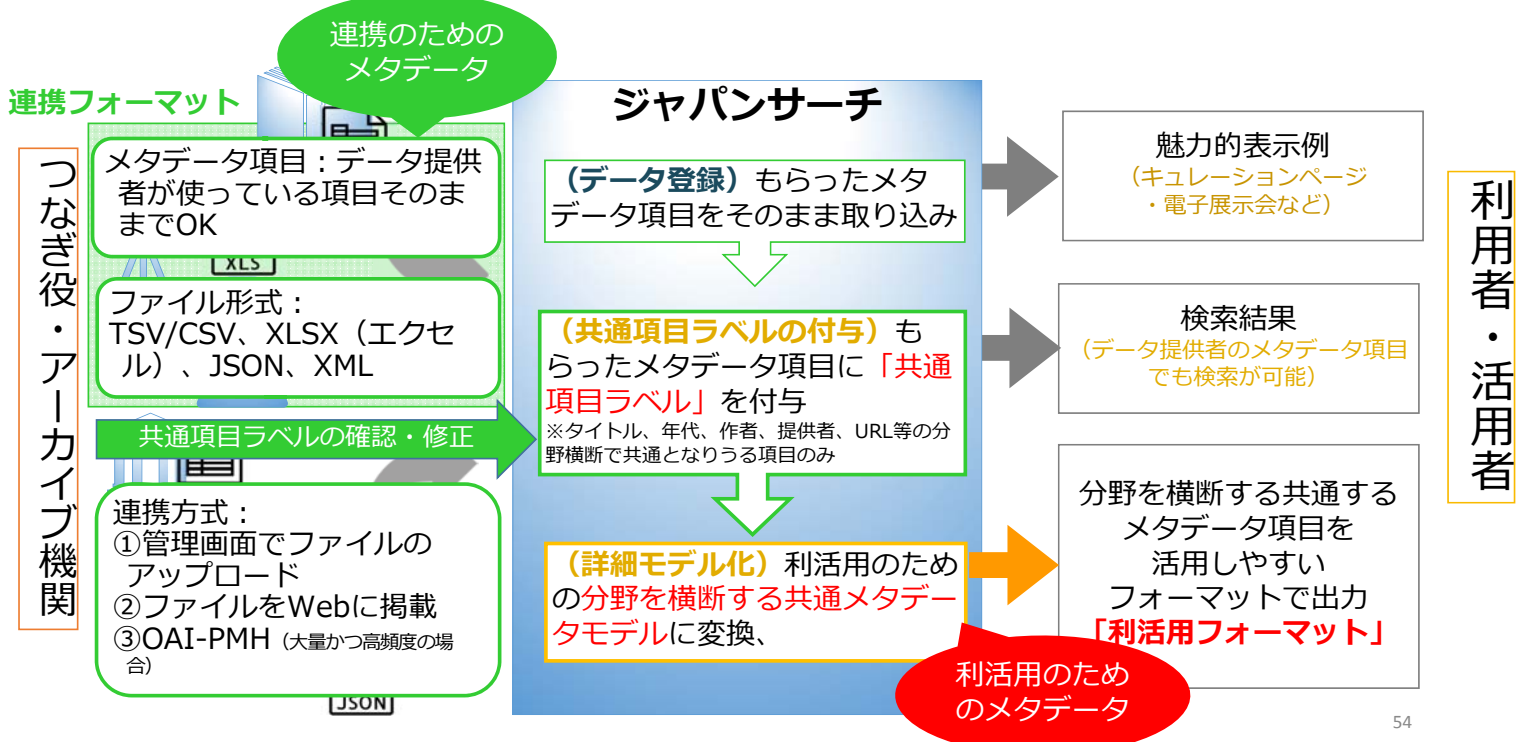 連携のための
メタデータ
連携フォーマット
つなぎ役・アーカイブ機関
メタデータ項目：データ提供
者が使っている項目そのま
までOK
XLS
ファイル形式：
TSV/CSV、XLSX（エクセ
ル）、JSON、XML
共通項目ラベルの確認・修正
連携方式：
①管理画面でファイルの
アップロード
②ファイルをWebに掲載
③OAI-PMH（大量かつ高頻度の場
合）
JSON
ジャパンサーチ
（データ登録）もらったメタ
データ項目をそのまま取り込み
（共通項目ラベルの付与）も
らったメタデータ項目に「共通
項目ラベル」を付与
※タイトル、年代、作者、提供者、URL等の分
野横断で共通となりうる項目のみ
（詳細モデル化）利活用のため
の分野を横断する共通メタデー
タモデルに変換、
利活用のため
のメタデータ
魅力的表示例
（キュレーションページ
・電子展示会など）
検索結果
（データ提供者のメタデータ項目
でも検索が可能）
分野を横断する共通する
メタデータ項目を
活用しやすい
フォーマットで出力
「利活用フォーマット」
利用者・活用者
54